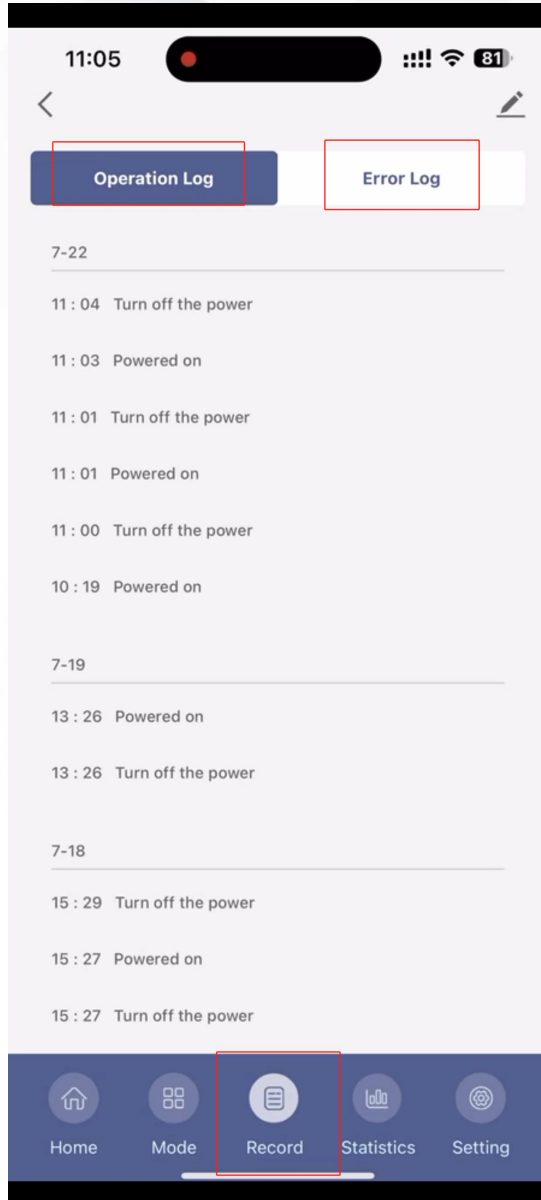 11:05
81
Operation Log Error Log
7-22
11 : 04 Turn off the power
11 : 03 Powered on
11 : 01 Turn off the power
11 : 01 Powered on
11 : 00 Turn off the power
10 : 19 Powered on
7-19
13 : 26 Powered on
13 : 26 Turn off the power
7-18
15 : 29 Turn off the power
15 : 27 Powered on
15 : 27 Turn off the power
Home Mode Record Statistics Setting